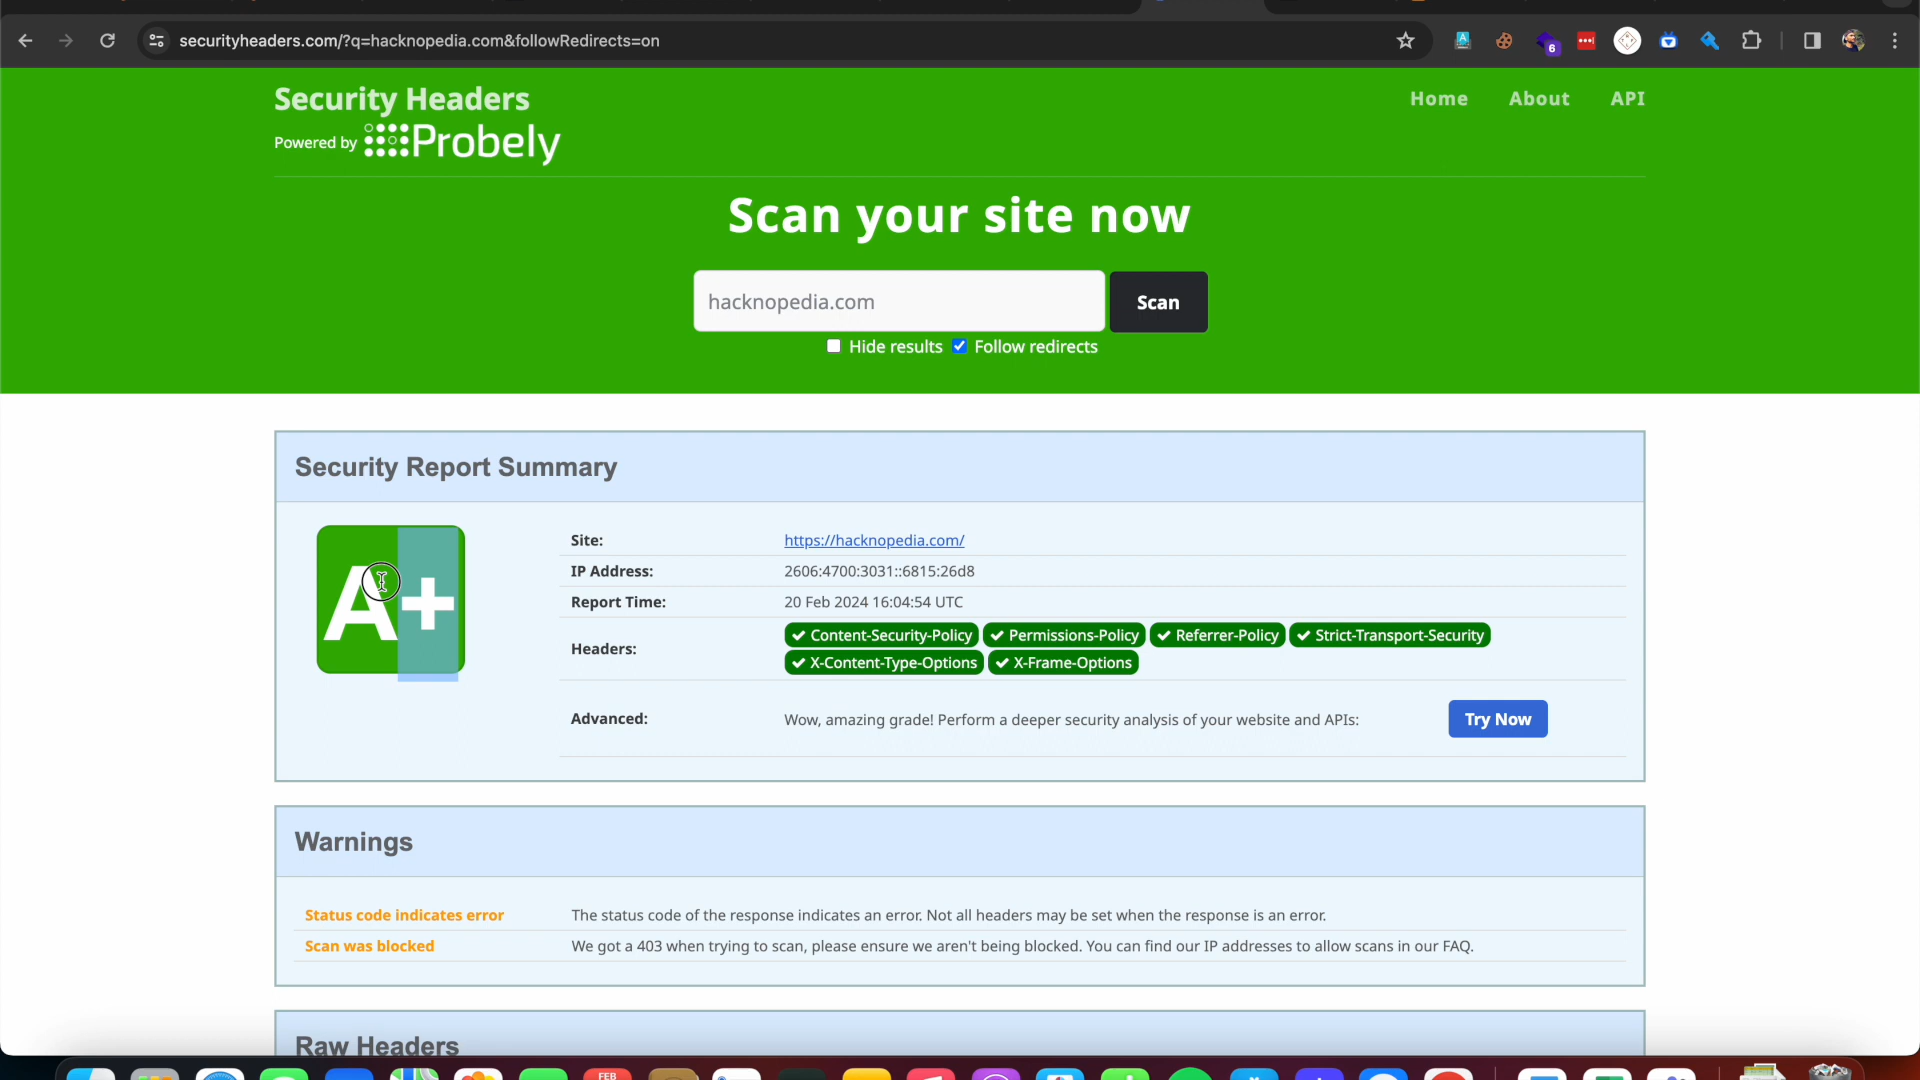 securityheaders.com/?q=hacknopedia.com&followRedirects=on
6
Security Headers
Home About API
Powered by Probely
Scan your site now
hacknopedia.com
Scan
Hide results Follow redirects
Security Report Summary
A+
Site: https://hacknopedia.com/
IP Address: 2606:4700:3031::6815:26d8
Report Time: 20 Feb 2024 16:04:54 UTC
Headers: Content-Security-Policy Permissions-Policy Referrer-Policy Strict-Transport-Security
X-Content-Type-Options X-Frame-Options
Advanced: Wow, amazing grade! Perform a deeper security analysis of your website and APIs: Try Now
Warnings
Status code indicates error The status code of the response indicates an error. Not all headers may be set when the response is an error.
Scan was blocked We got a 403 when trying to scan, please ensure we aren't being blocked. You can find our IP addresses to allow scans in our FAQ.
Raw Headers
FEB